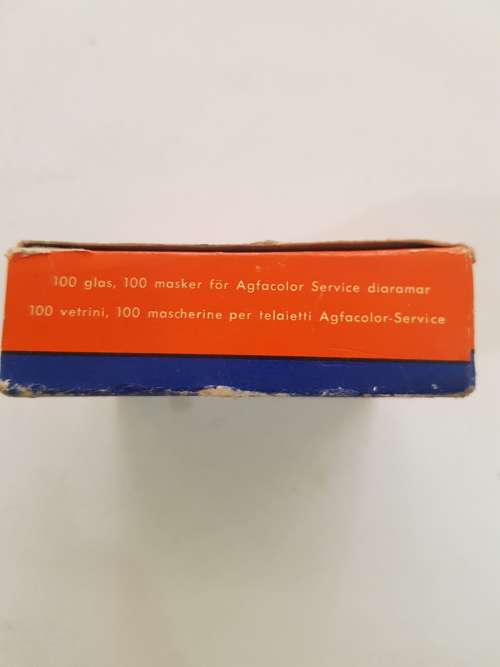 100 glas, 100 masker för Agfacolor Service diaramar
100 vetrini, 100 mascherine per telaietti Agfacolor-Service